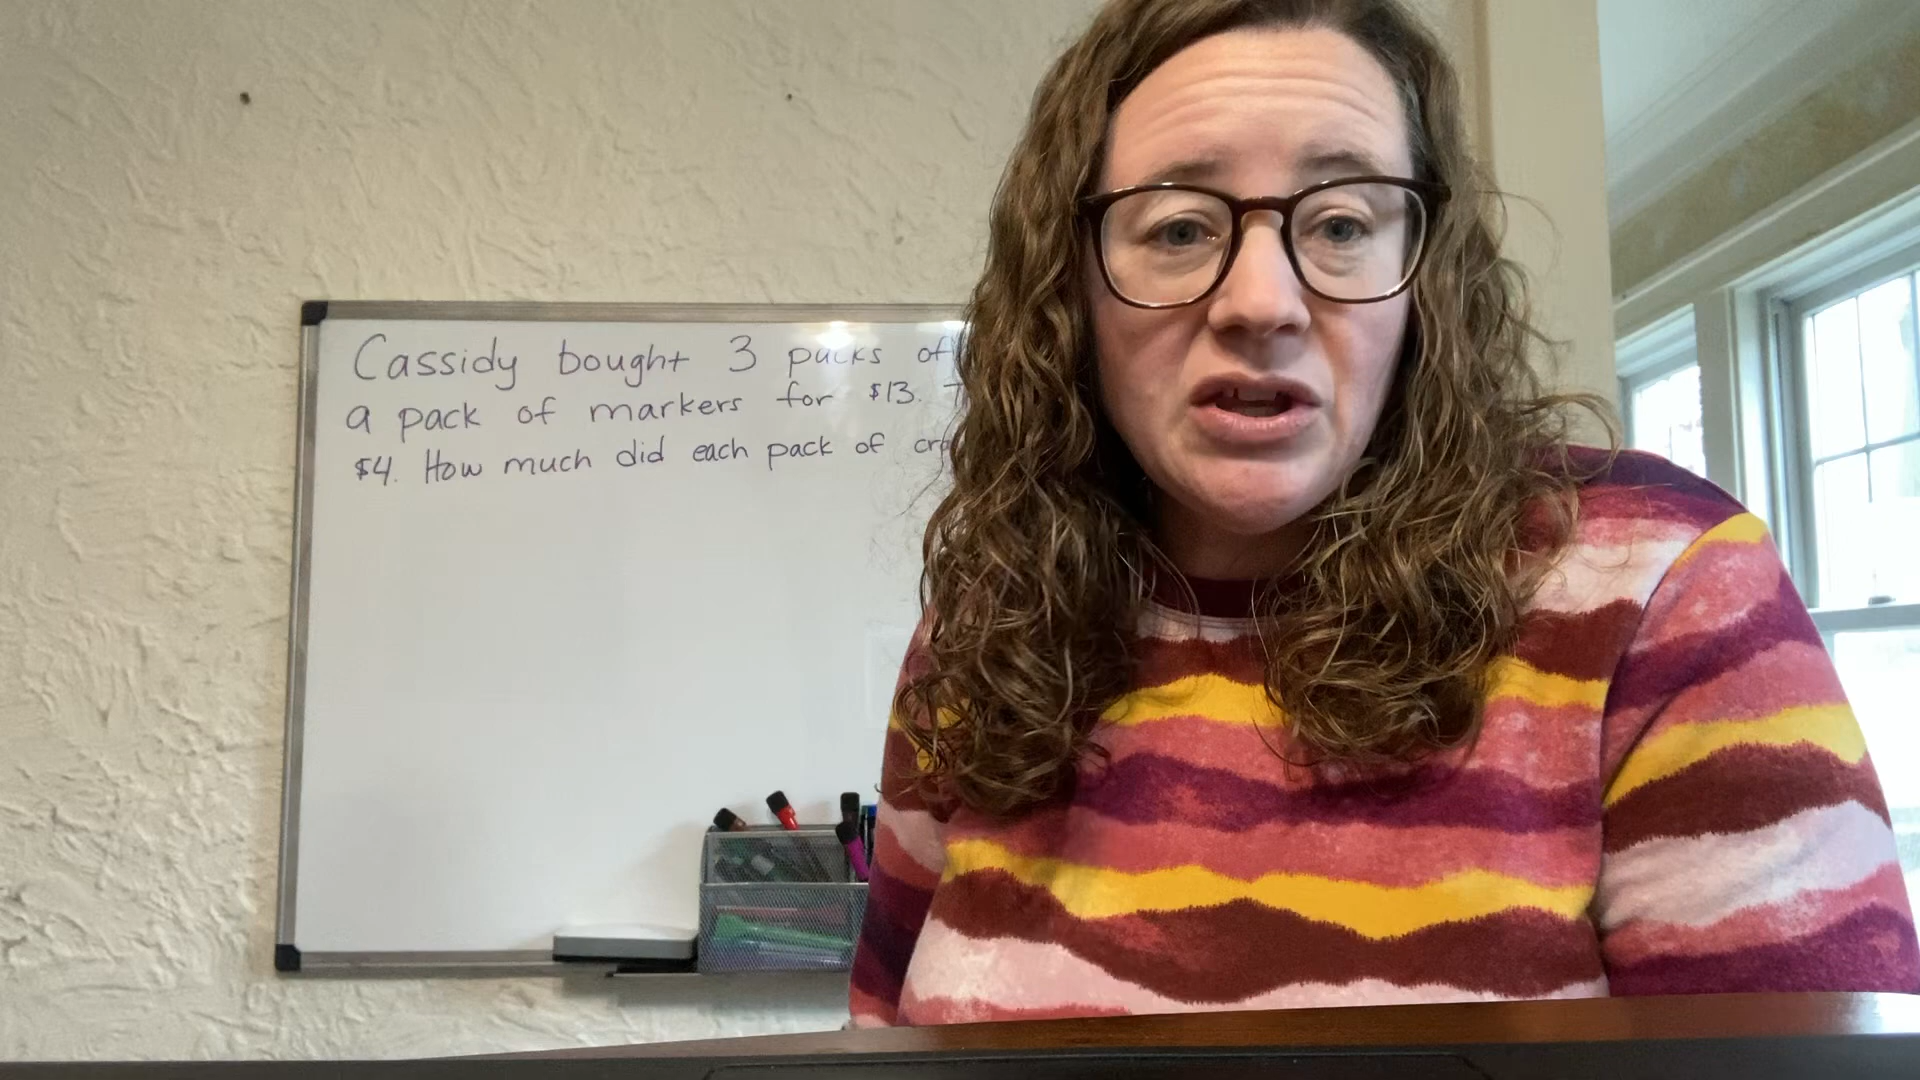 Cassidy bought 3 packs of
a pack of markers for $13.
$4. How much did each pack of